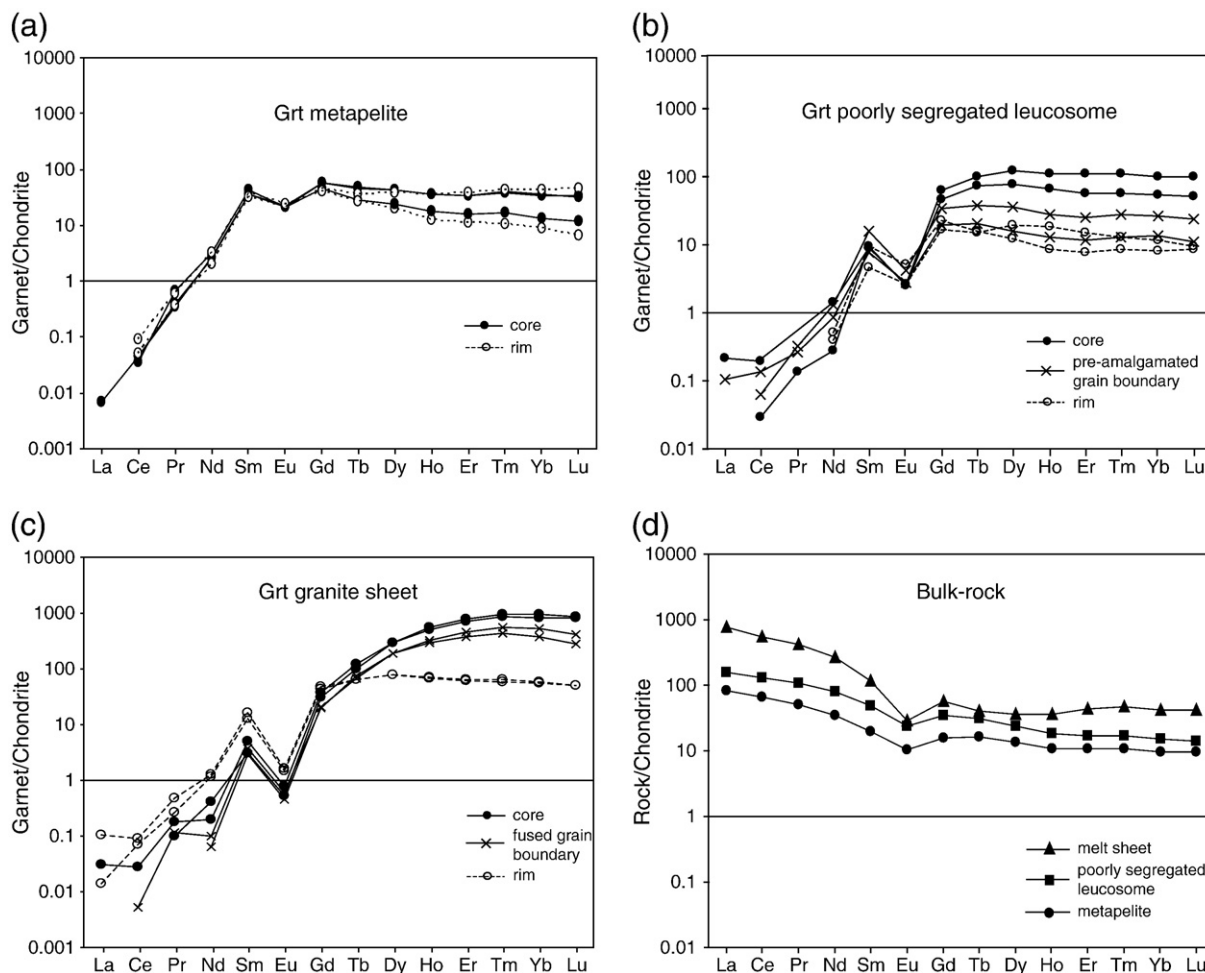 (a)
10000
1000
100
10
1
0.1
0.01
0.001
Garnet/Chondrite
Grt metapelite
core
rim
La Ce Pr Nd Sm Eu Gd Tb Dy Ho Er Tm Yb Lu
(b)
10000
1000
100
10
1
0.1
0.01
Garnet/Chondrite
Grt poorly segregated leucosome
core
pre-amalgamated
grain boundary
rim
La Ce Pr Nd Sm Eu Gd Tb Dy Ho Er Tm Yb Lu
(c)
10000
1000
100
10
1
0.1
0.01
0.001
Garnet/Chondrite
Grt granite sheet
core
fused grain
boundary
rim
La Ce Pr Nd Sm Eu Gd Tb Dy Ho Er Tm Yb Lu
(d)
10000
1000
100
10
1
0.1
0.01
Rock/Chondrite
Bulk-rock
melt sheet
poorly segregated
leucosome
metapelite
La Ce Pr Nd Sm Eu Gd Tb Dy Ho Er Tm Yb Lu